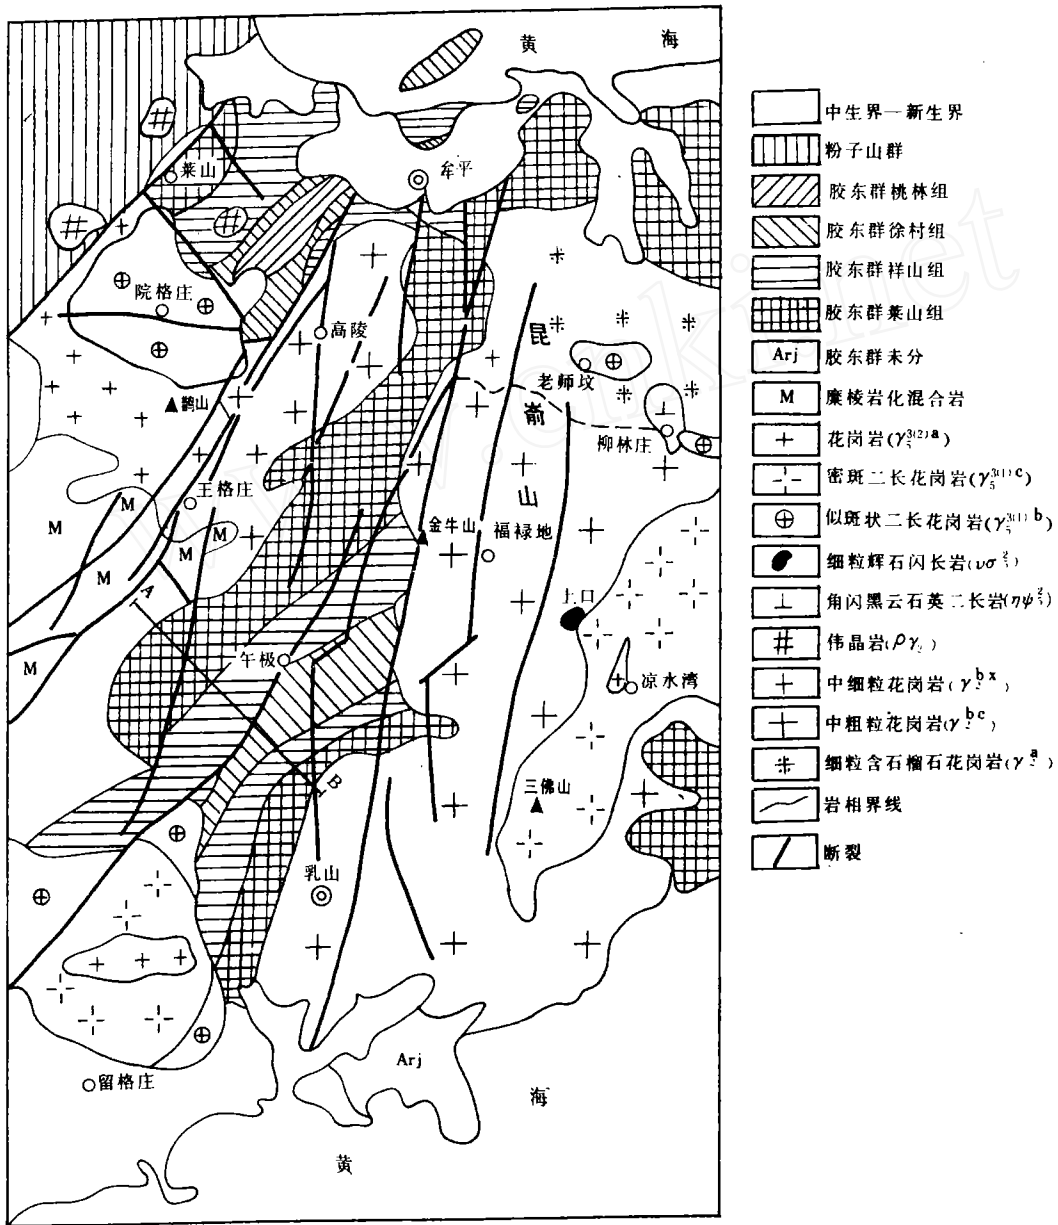 黄 海
牟平
莱山
院格庄
高陵
昆
嵛
山
老师坟
柳林庄
鹊山
王格庄
金牛山
福禄地
M
M
M
M
M
M
A
午极
上口
凉水湾
B
三佛山
乳山
Arj
留格庄
海
黄
中生界—新生界
粉子山群
胶东群桃林组
胶东群徐村组
胶东群祥山组
胶东群莱山组
Arj 胶东群未分
M 糜棱岩化混合岩
花岗岩
密斑二长花岗岩
似斑状二长花岗岩
细粒辉石闪长岩
角闪黑云石英二长岩
伟晶岩
中细粒花岗岩
中粗粒花岗岩
细粒含石榴石花岗岩
岩相界线
断裂